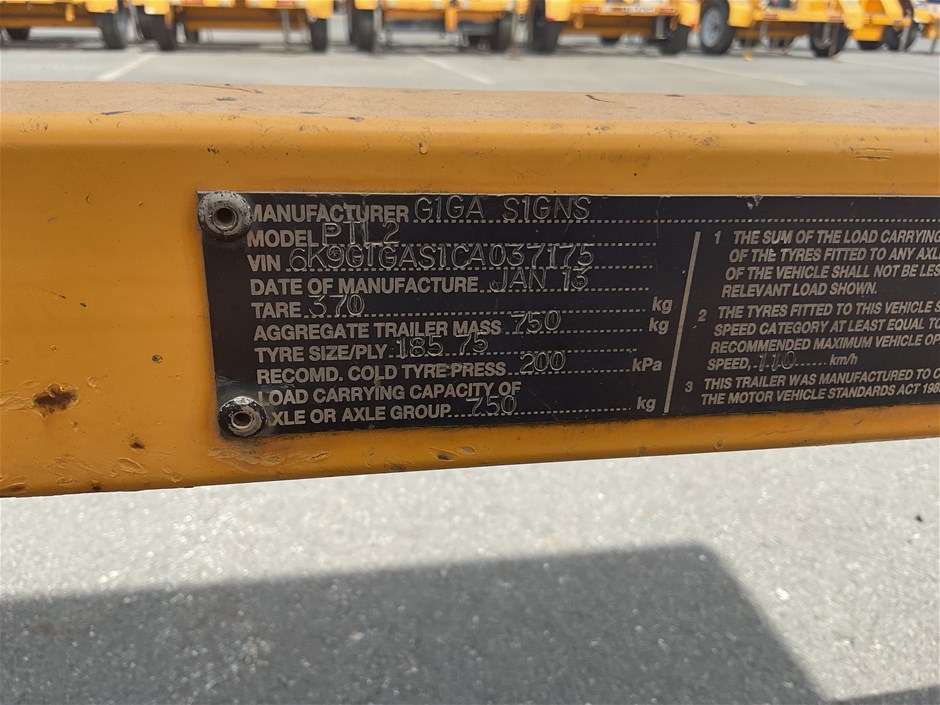 MANUFACTURER G1GA S1GNS
MODEL PTL2
VIN 6K9G1GAS1CA037175
DATE OF MANUFACTURE JAN 13
TARE 370 kg
AGGREGATE TRAILER MASS 750 kg
TYRE SIZE/PLY 185 75
RECOMD. COLD TYRE PRESS 200 kPa
LOAD CARRYING CAPACITY OF
AXLE OR AXLE GROUP 750 kg
1 THE SUM OF THE LOAD CARRYING
OF THE TYRES FITTED TO ANY AXLE
OF THE VEHICLE SHALL NOT BE LES
RELEVANT LOAD SHOWN.
2 THE TYRES FITTED TO THIS VEHICLE S
SPEED CATEGORY AT LEAST EQUAL TO
RECOMMENDED MAXIMUM VEHICLE OP
SPEED, 110 km/h
3 THIS TRAILER WAS MANUFACTURED TO C
THE MOTOR VEHICLE STANDARDS ACT 198